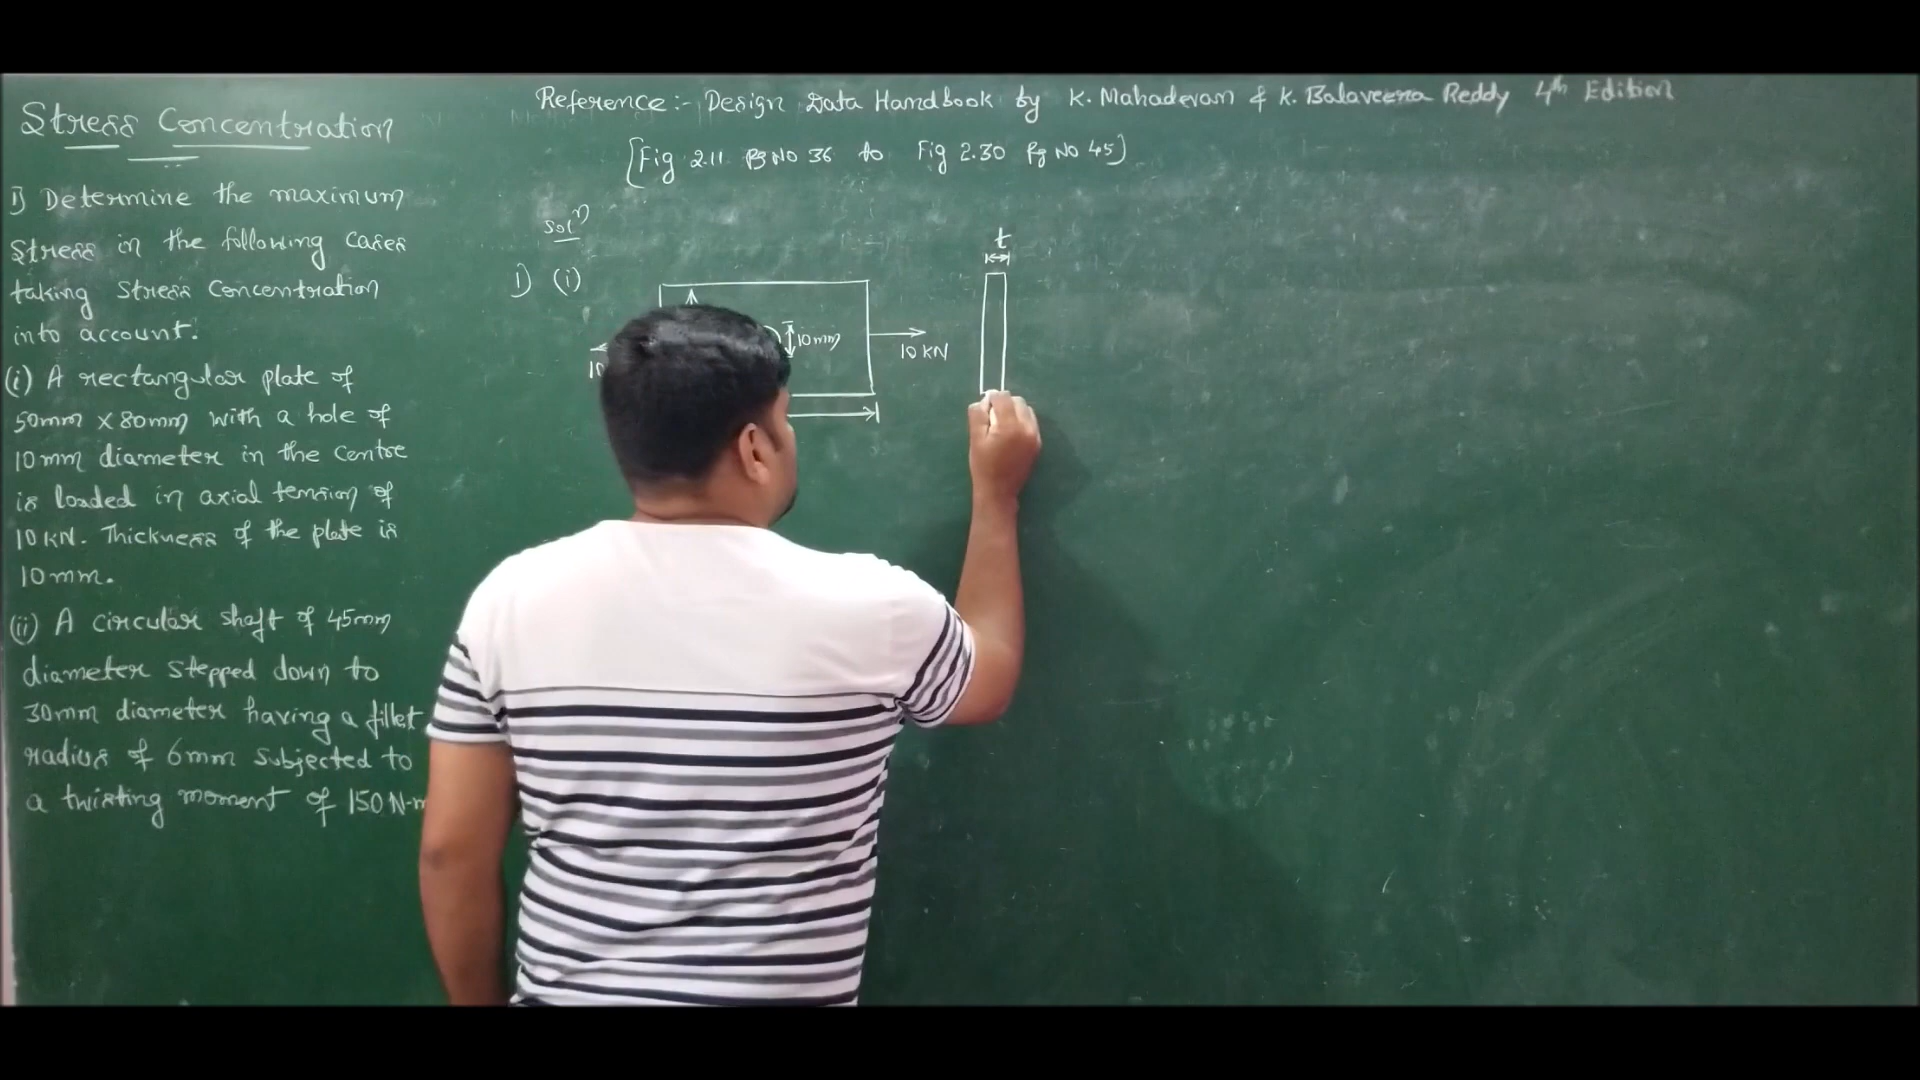 Stress Concentration
1) Determine the maximum
stress in the following cases
taking stress concentration
into account.
(i) A rectangular plate of
50mm x 80mm with a hole of
10mm diameter in the centre
is loaded in axial tension of
10 KN. Thickness of the plate is
10mm.
(ii) A circular shaft of 45mm
diameter stepped down to
30mm diameter having a fillet
radius of 6mm subjected to
a twisting moment of 150 N-m
Reference:- Design Data Handbook by K. Mahadevan & K. Balaveera Reddy 4th Edition
[Fig 2.11 Pg No 36 to Fig 2.30 Pg No 45]
Soln
1) (i)
10mm
10 KN
t
10